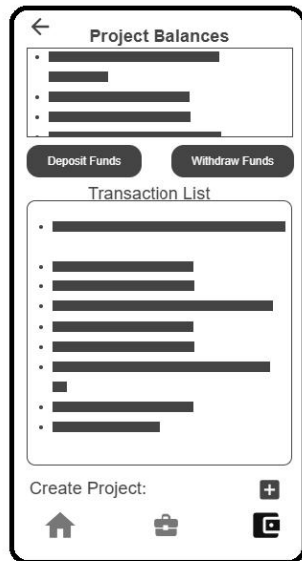 Project Balances
Deposit Funds Withdraw Funds
Transaction List
Create Project: